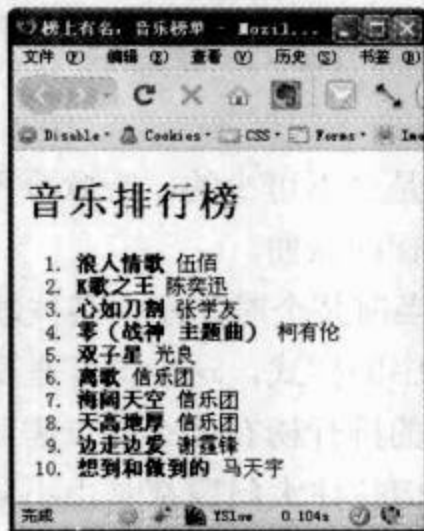 榜上有名，音乐榜单 - Mozil...
文件 (F) 编辑 (E) 查看 (V) 历史 (S) 书签 (B)
Disable Cookies CSS Forms
音乐排行榜
1. 浪人情歌 伍佰
2. K歌之王 陈奕迅
3. 心如刀割 张学友
4. 零（战神 主题曲） 柯有伦
5. 双子星 光良
6. 离歌 信乐团
7. 海阔天空 信乐团
8. 天高地厚 信乐团
9. 边走边爱 谢霆锋
10. 想到和做到的 马天宇
完成 YSlow 0.104s